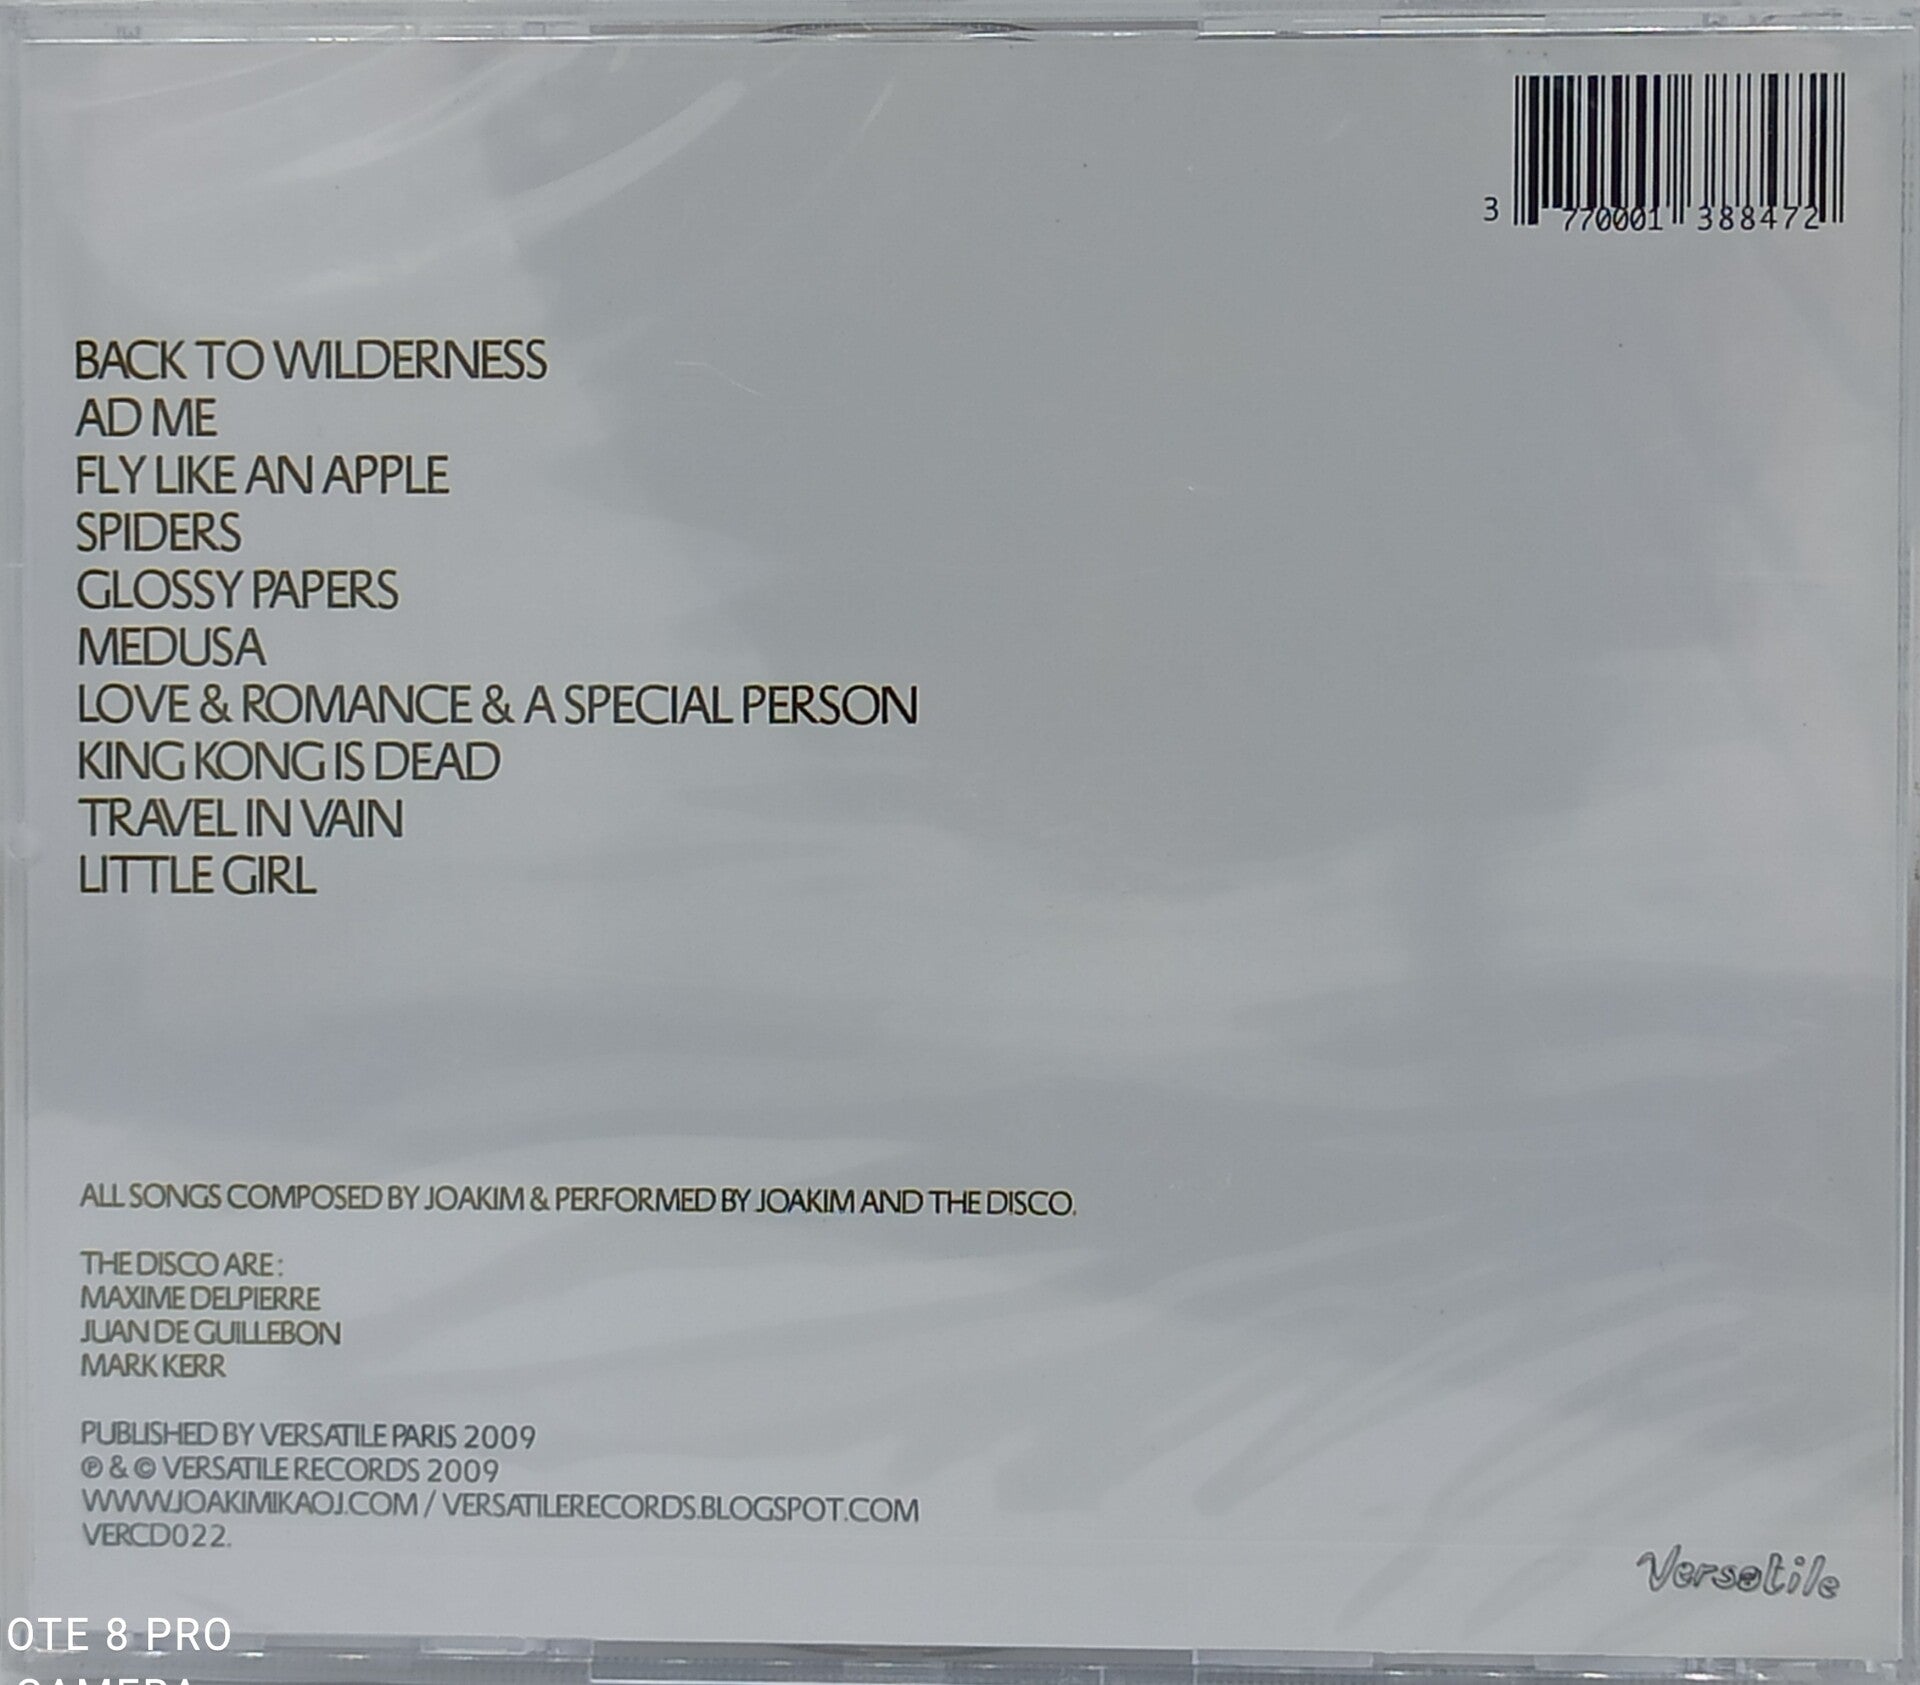 3 770001 388472
BACK TO WILDERNESS
AD ME
FLY LIKE AN APPLE
SPIDERS
GLOSSY PAPERS
MEDUSA
LOVE & ROMANCE & A SPECIAL PERSON
KING KONG IS DEAD
TRAVEL IN VAIN
LITTLE GIRL
ALL SONGS COMPOSED BY JOAKIM & PERFORMED BY JOAKIM AND THE DISCO.
THE DISCO ARE :
MAXIME DELPIERRE
JUAN DE GUILLEBON
MARK KERR
PUBLISHED BY VERSATILE PARIS 2009
℗ & © VERSATILE RECORDS 2009
WWW.JOAKIMIKAOJ.COM / VERSATILERECORDS.BLOGSPOT.COM
VERCD022.
Versatile
OTE 8 PRO
CAMERA